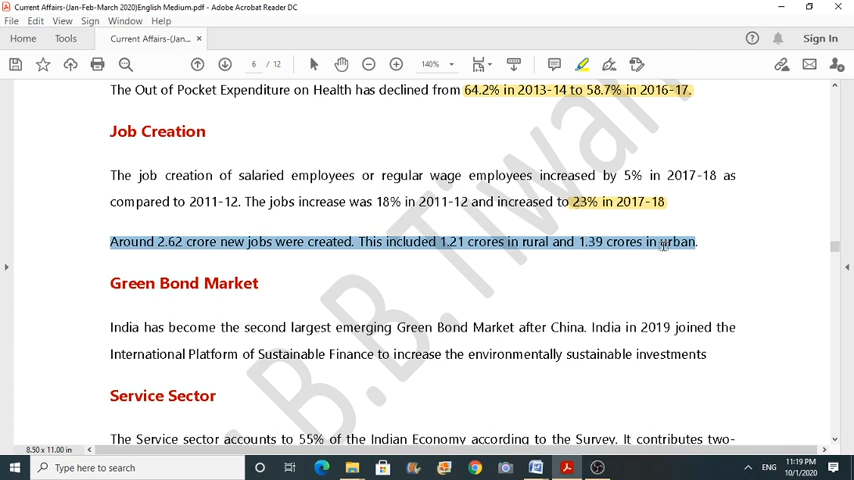 Current Affairs-(Jan-Feb-March 2020)English Medium.pdf - Adobe Acrobat Reader DC
File Edit View Sign Window Help
Home Tools Current Affairs-(Jan-... × Sign In
6 / 12 140%
The Out of Pocket Expenditure on Health has declined from 64.2% in 2013-14 to 58.7% in 2016-17.
Job Creation
The job creation of salaried employees or regular wage employees increased by 5% in 2017-18 as
compared to 2011-12. The jobs increase was 18% in 2011-12 and increased to 23% in 2017-18
Around 2.62 crore new jobs were created. This included 1.21 crores in rural and 1.39 crores in urban.
Green Bond Market
India has become the second largest emerging Green Bond Market after China. India in 2019 joined the
International Platform of Sustainable Finance to increase the environmentally sustainable investments
Service Sector
The Service sector accounts to 55% of the Indian Economy according to the Survey. It contributes two-
B.B.Tiwari
8.50 x 11.00 in
Type here to search
ENG 11:19 PM
10/1/2020